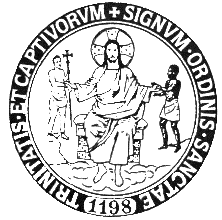 + SIGNVM · ORDINIS · SANCTAE TRINITATIS · ET CAPTIVORVM
1198